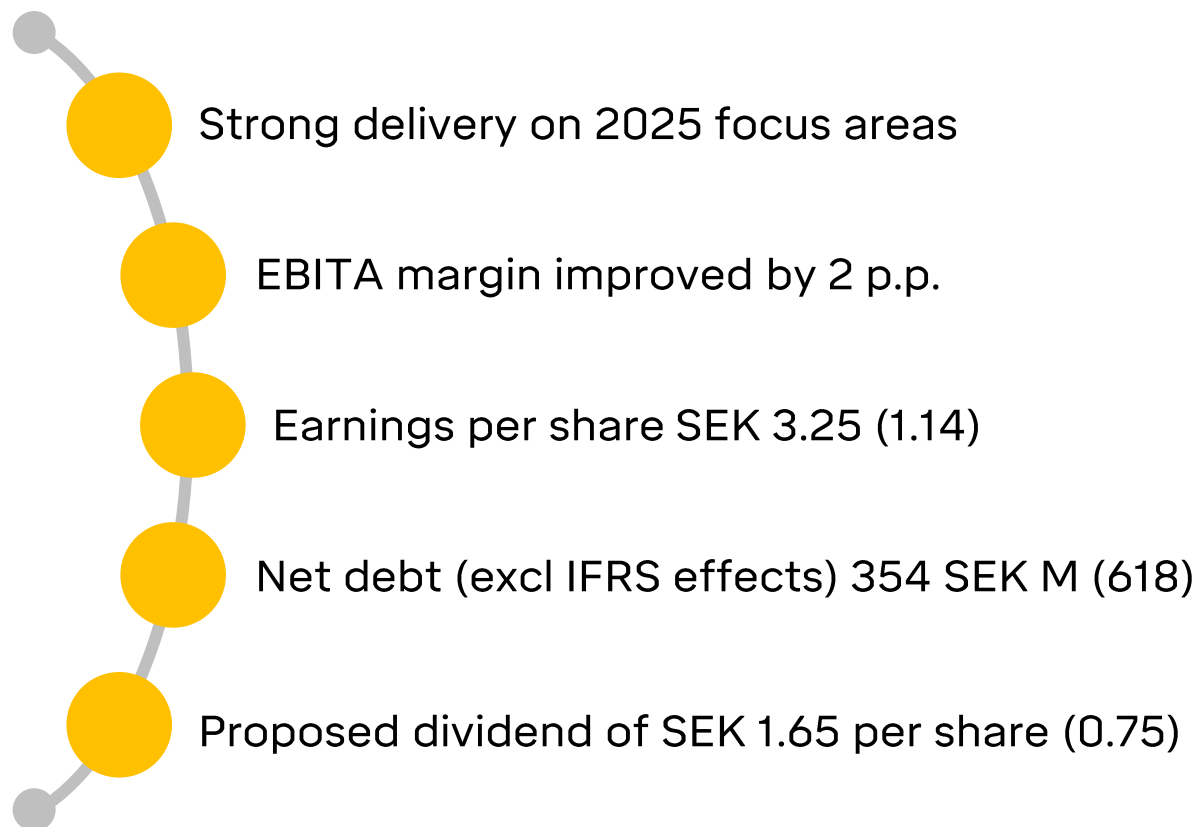 Strong delivery on 2025 focus areas
EBITA margin improved by 2 p.p.
Earnings per share SEK 3.25 (1.14)
Net debt (excl IFRS effects) 354 SEK M (618)
Proposed dividend of SEK 1.65 per share (0.75)